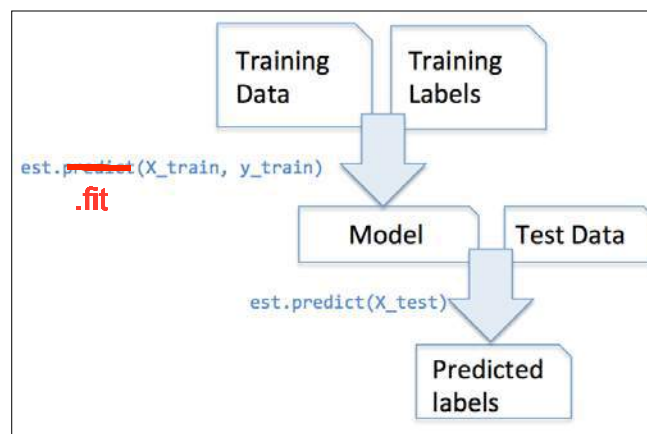 Training
Data
Training
Labels
est.predict(X_train, y_train)
.fit
Model
Test Data
est.predict(X_test)
Predicted
labels